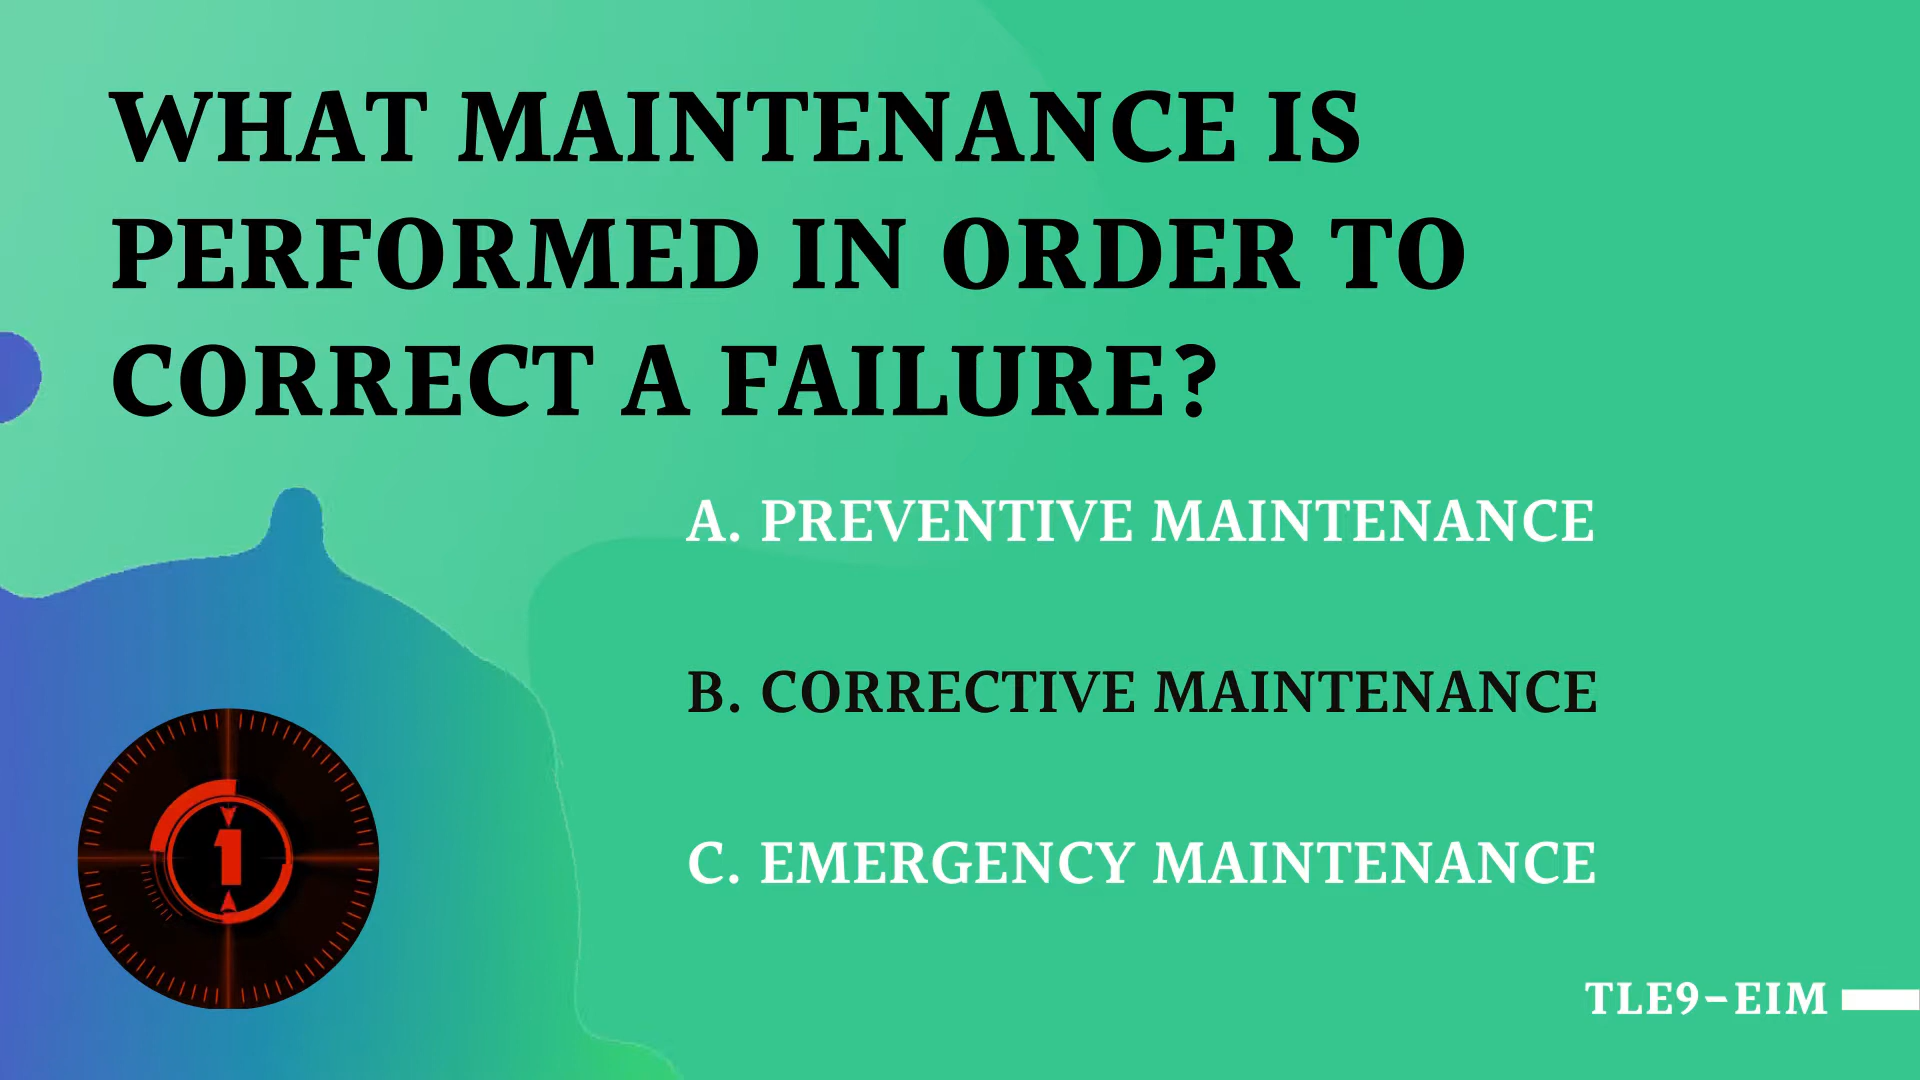 WHAT MAINTENANCE IS
PERFORMED IN ORDER TO
CORRECT A FAILURE?
A. PREVENTIVE MAINTENANCE
B. CORRECTIVE MAINTENANCE
C. EMERGENCY MAINTENANCE
1
TLE9-EIM